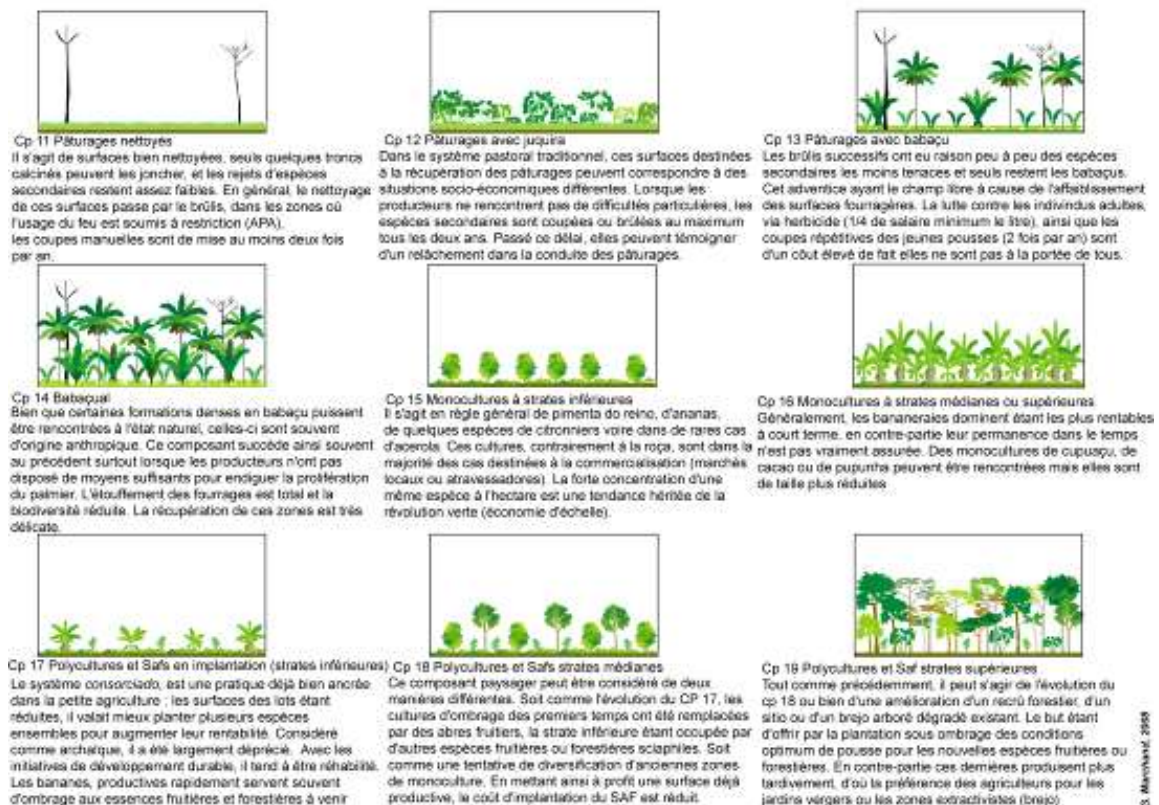 Cp 11 Pâturages nettoyés
Il s'agit de surfaces bien nettoyées, seuls quelques troncs
calcinés peuvent les joncher, et les rejets d'espèces
secondaires restent assez faibles. En général, le nettoyage
de ces surfaces passe par le brûlis, dans les zones où
l'usage du feu est soumis à restriction (APA),
les coupes manuelles sont de mise au moins deux fois
par an.
Cp 12 Pâturages avec juquira
Dans le système pastoral traditionnel, ces surfaces destinées
à la récupération des pâturages peuvent correspondre à des
situations socio-économiques différentes. Lorsque les
producteurs ne rencontrent pas de difficultés particulières, les
espèces secondaires sont coupées ou brûlées au maximum
tous les deux ans. Passé ce délai, elles peuvent témoigner
d'un relâchement dans la conduite des pâturages.
Cp 13 Pâturages avec babaçu
Les brûlis successifs ont eu raison peu à peu des espèces
secondaires les moins tenaces et seuls restent les babaçus.
Cet adventice ayant le champ libre à cause de l'affaiblissement
des surfaces fourragères. La lutte contre les individus adultes,
via herbicide (1/4 de salaire minimum le litre), ainsi que les
coupes répétitives des jeunes pousses (2 fois par an) sont
d'un côut élevé de fait elles ne sont pas à la portée de tous.
Cp 14 Babaçual
Bien que certaines formations denses en babaçu puissent
être rencontrées à l'état naturel, celles-ci sont souvent
d'origine anthropique. Ce composant succède ainsi souvent
au précédent surtout lorsque les producteurs n'ont pas
disposé de moyens suffisants pour endiguer la prolifération
du palmier. L'étouffement des fourrages est total et la
biodiversité réduite. La récupération de ces zones est très
délicate.
Cp 15 Monocultures à strates inférieures
Il s'agit en règle général de pimenta do reino, d'ananas,
de quelques espèces de citronniers voire dans de rares cas
d'acerola. Ces cultures, contrairement à la roça, sont dans la
majorité des cas destinées à la commercialisation (marchés
locaux ou atravessadores). La forte concentration d'une
même espèce à l'hectare est une tendance héritée de la
révolution verte (économie d'échelle).
Cp 16 Monocultures à strates médianes ou supérieures
Généralement, les bananeraies dominent étant les plus rentables
à court terme, en contre-partie leur permanence dans le temps
n'est pas vraiment assurée. Des monocultures de cupuaçu, de
cacao ou de pupunha peuvent être rencontrées mais elles sont
de taille plus réduites
Cp 17 Polycultures et Safs en implantation (strates inférieures)
Le système consorciado, est une pratique déjà bien ancrée
dans la petite agriculture ; les surfaces des lots étant
réduites, il valait mieux planter plusieurs espèces
ensembles pour augmenter leur rentabilité. Considéré
comme archaïque, il a été largement déprécié. Avec les
initiatives de développement durable, il tend à être réhabilité.
Les bananes, productives rapidement servent souvent
d'ombrage aux essences fruitières et forestières à venir
Cp 18 Polycultures et Safs strates médianes
Ce composant paysager peut être considéré de deux
manières différentes. Soit comme l'évolution du CP 17, les
cultures d'ombrage des premiers temps ont été remplacées
par des abres fruitiers, la strate inférieure étant occupée par
d'autres espèces fruitières ou forestières sciaphiles. Soit
comme une tentative de diversification d'anciennes zones
de monoculture. En mettant ainsi à profit une surface déjà
productive, le coût d'implantation du SAF est réduit.
Cp 19 Polycultures et Saf strates supérieures
Tout comme précédemment, il peut s'agir de l'évolution du
cp 18 ou bien d'une amélioration d'un recrû forestier, d'un
sitio ou d'un brejo arboré dégradé existant. Le but étant
d'offrir par la plantation sous ombrage des conditions
optimum de pousse pour les nouvelles espèces fruitières ou
forestières. En contre-partie ces dernières produisent plus
tardivement, d'où la préférence des agriculteurs pour les
jardins vergers ou les zones extractivistes (brejo)
Marchand,